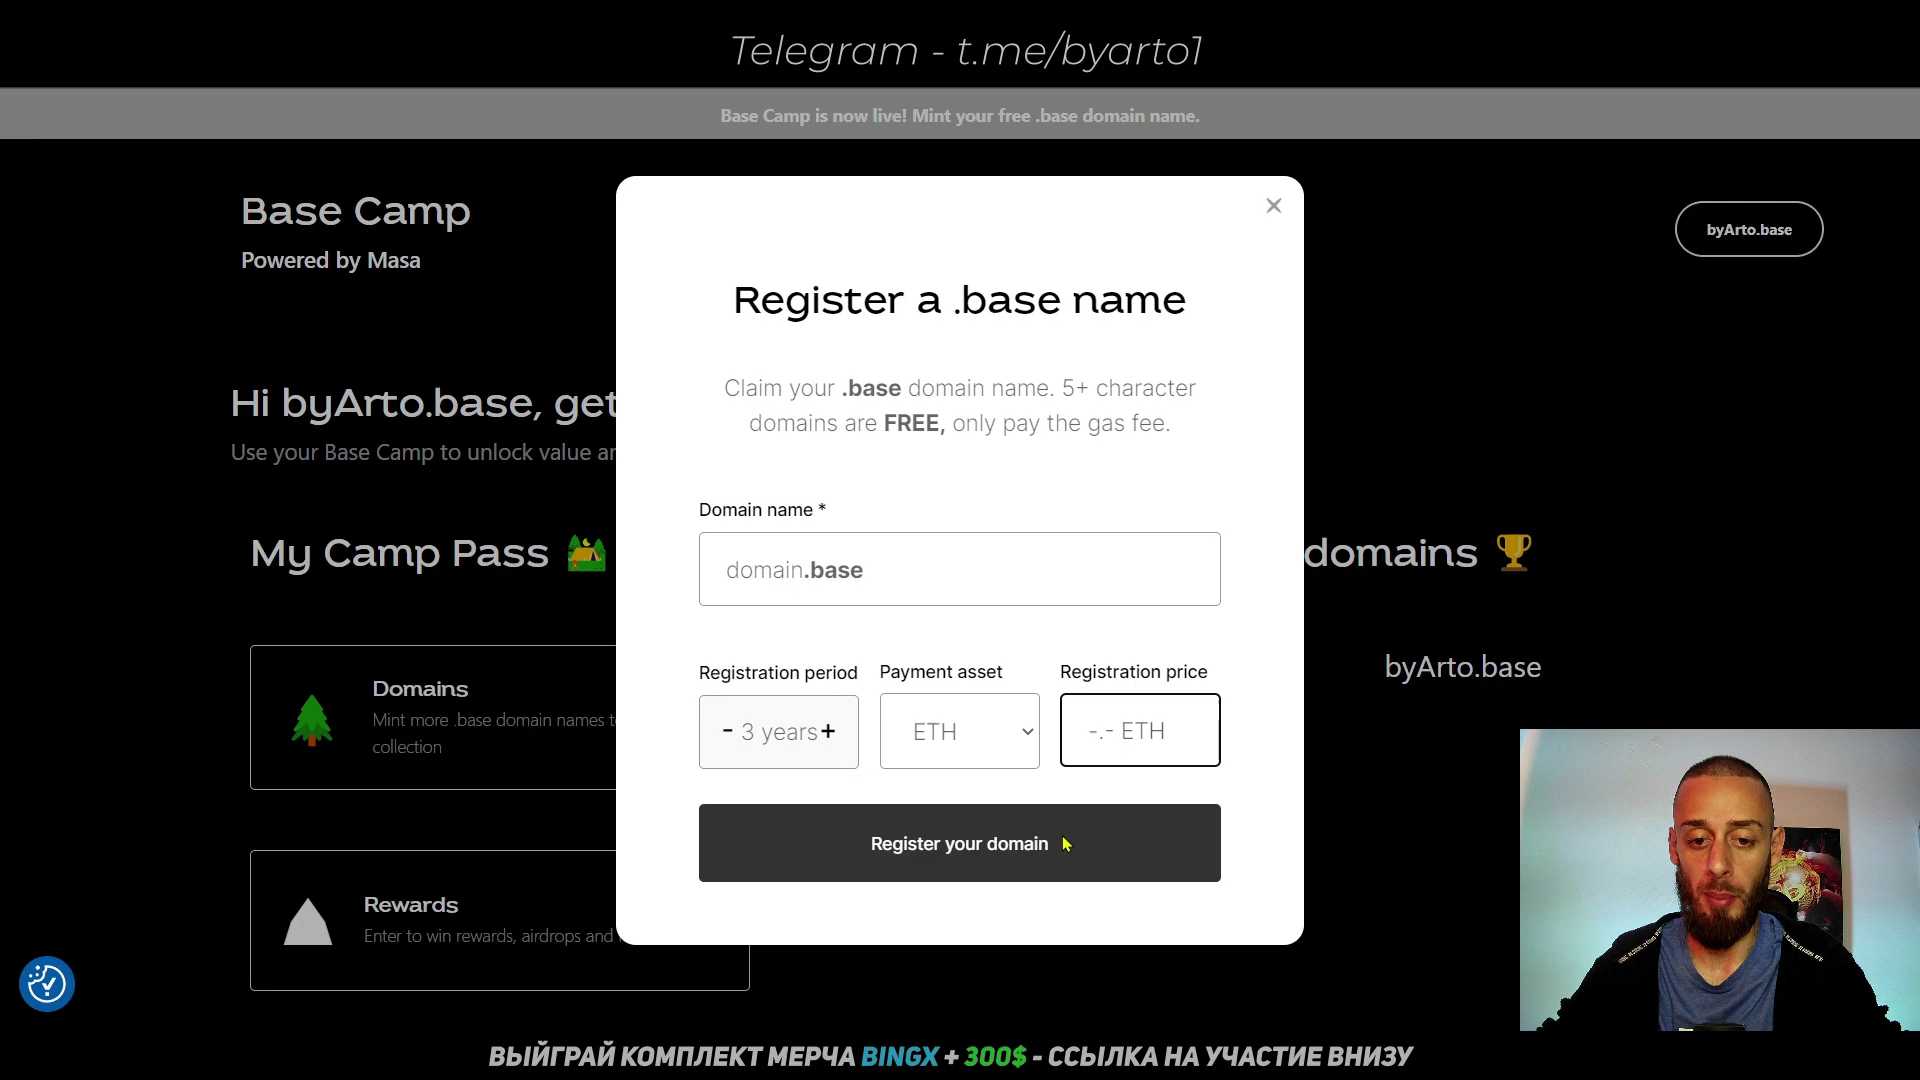 Telegram - t.me/byarto1
Base Camp is now live! Mint your free .base domain name.
Base Camp
Powered by Masa
byArto.base
Hi byArto.base, get
Use your Base Camp to unlock value
My Camp Pass
domains
Domains
Mint more .base domain names
collection
byArto.base
Rewards
Enter to win rewards, airdrops and
Register a .base name
Claim your .base domain name. 5+ character
domains are FREE, only pay the gas fee.
Domain name *
domain.base
Registration period Payment asset Registration price
- 3 years+ ETH -.- ETH
Register your domain
ВЫЙГРАЙ КОМПЛЕКТ МЕРЧА BINGX + 300$ - ССЫЛКА НА УЧАСТИЕ ВНИЗУ